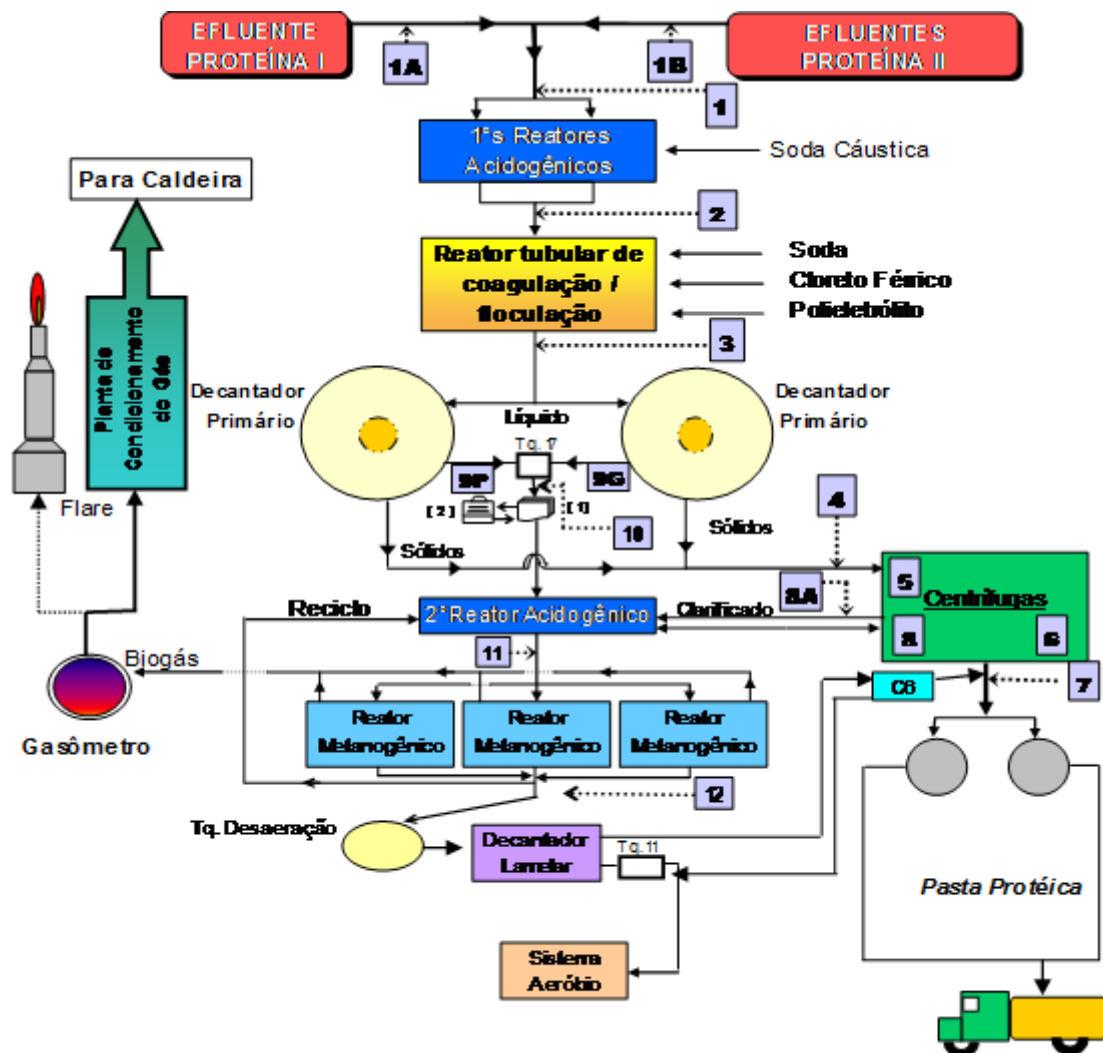 EFLUENTE
PROTEÍNA I
EFLUENTES
PROTEÍNA II
1A
1B
1
1ºs Reatores
Acidogênicos
Soda Cáustica
Para Caldeira
2
Reator tubular de
coagulação /
floculação
Soda
Cloreto Férrico
Polieletrólito
3
Planta de
Condicionamento
do Gás
Decantador
Primário
Decantador
Primário
Líquido
Tq. 17
9P
9G
4
Flare
[ 2 ]
[ 1]
10
Sólidos
Sólidos
5
Centrífugas
8A
Reciclo
2º Reator Acidogênico
Clarificado
8
6
11
Biogás
C6
7
Reator
Metanogênico
Reator
Metanogênico
Reator
Metanogênico
Gasômetro
12
Tq. Desaeração
Decantador
Lamelar
Tq. 11
Pasta Protéica
Sistema
Aeróbio